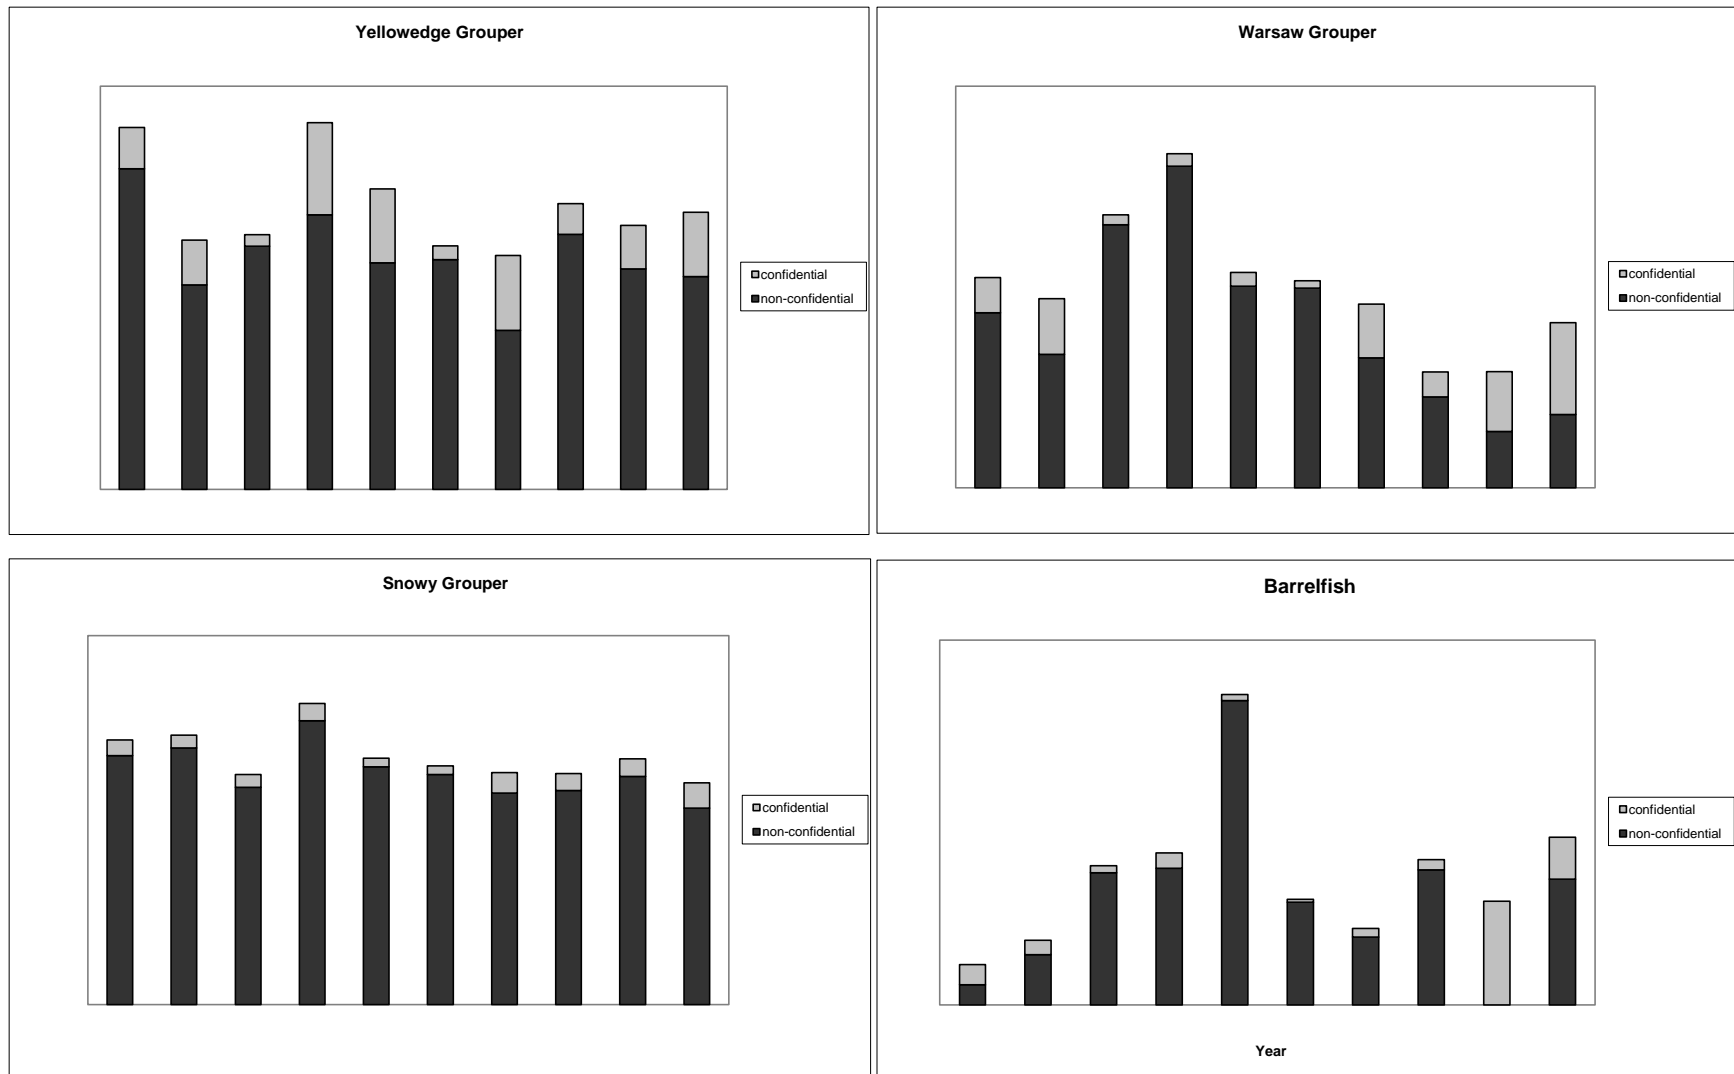 Yellowedge Grouper
confidential
non-confidential
Warsaw Grouper
confidential
non-confidential
Snowy Grouper
confidential
non-confidential
Barrelfish
confidential
non-confidential
Year